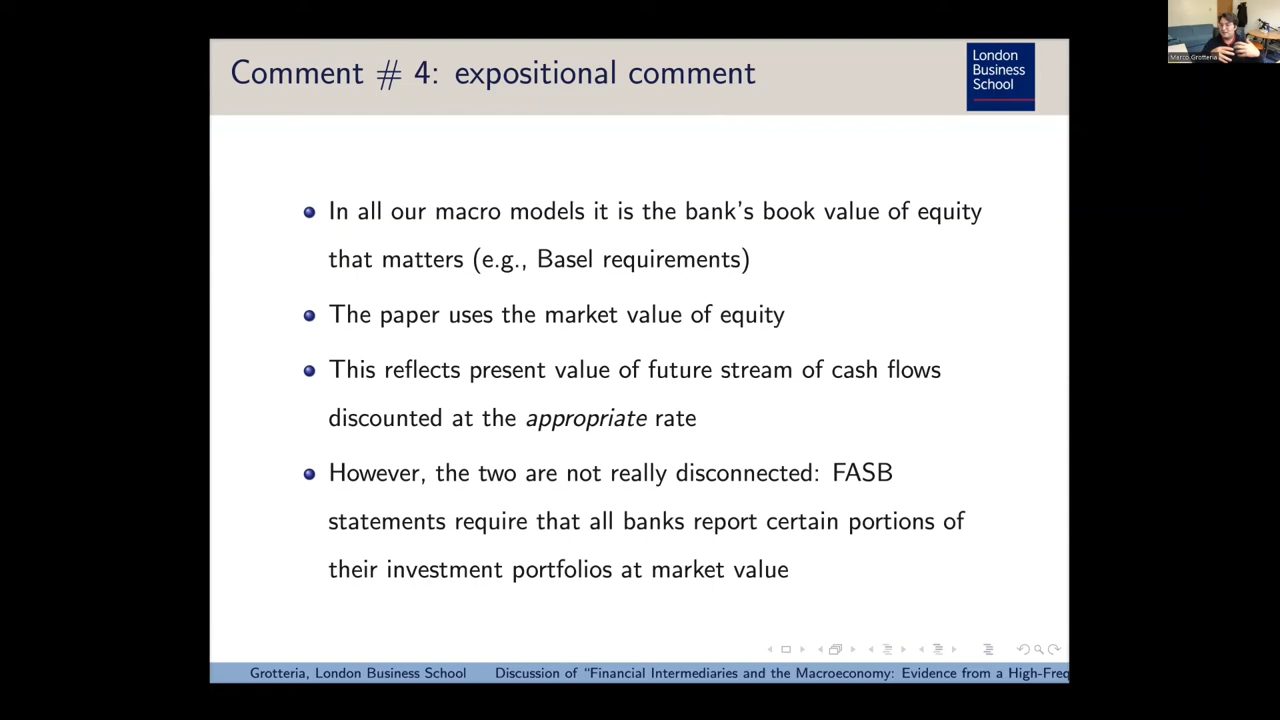 Comment # 4: expositional comment
London
Business
School
Marco Grotteria
In all our macro models it is the bank's book value of equity
that matters (e.g., Basel requirements)
The paper uses the market value of equity
This reflects present value of future stream of cash flows
discounted at the appropriate rate
However, the two are not really disconnected: FASB
statements require that all banks report certain portions of
their investment portfolios at market value
Grotteria, London Business School
Discussion of “Financial Intermediaries and the Macroeconomy: Evidence from a High-Freq